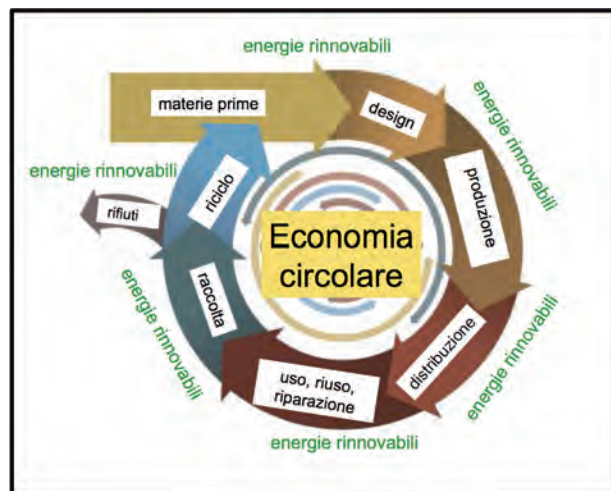 energie rinnovabili
materie prime
design
energie rinnovabili
produzione
energie rinnovabili
distribuzione
energie rinnovabili
uso, riuso,
riparazione
energie rinnovabili
raccolta
energie rinnovabili
riciclo
rifiuti
Economia
circolare